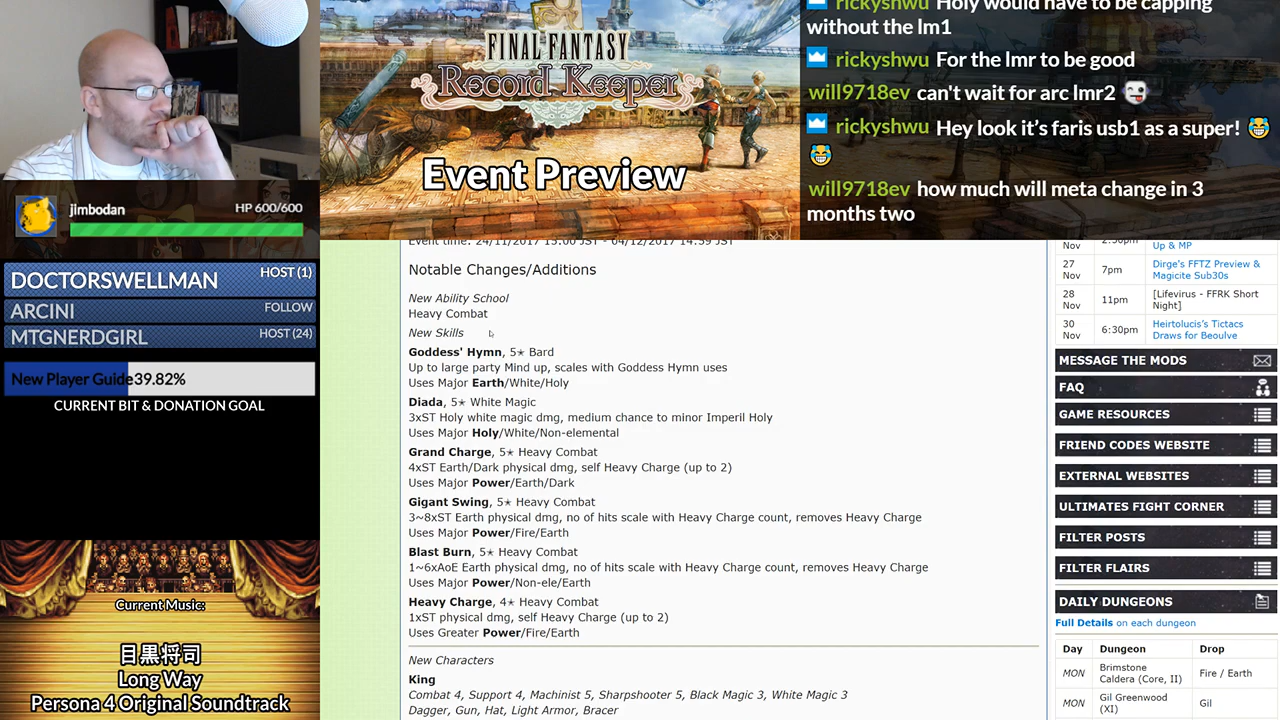 FINAL FANTASY
Record Keeper
Event Preview
rickyshwu Holy would have to be capping
without the lm1
rickyshwu For the lmr to be good
will9718ev can't wait for arc lmr2
rickyshwu Hey look it's faris usb1 as a super!
will9718ev how much will meta change in 3
months two
jimbodan HP 600/600
DOCTORSWELLMAN HOST (1)
ARCINI FOLLOW
MTGNERDGIRL HOST (24)
New Player Guide39.82%
CURRENT BIT & DONATION GOAL
Current Music:
目黒将司
Long Way
Persona 4 Original Soundtrack
Event time: 24/11/2017 15:00 JST - 04/12/2017 14:59 JST
Notable Changes/Additions
New Ability School
Heavy Combat
New Skills
Goddess' Hymn, 5★ Bard
Up to large party Mind up, scales with Goddess Hymn uses
Uses Major Earth/White/Holy
Diada, 5★ White Magic
3xST Holy white magic dmg, medium chance to minor Imperil Holy
Uses Major Holy/White/Non-elemental
Grand Charge, 5★ Heavy Combat
4xST Earth/Dark physical dmg, self Heavy Charge (up to 2)
Uses Major Power/Earth/Dark
Gigant Swing, 5★ Heavy Combat
3~8xST Earth physical dmg, no of hits scale with Heavy Charge count, removes Heavy Charge
Uses Major Power/Fire/Earth
Blast Burn, 5★ Heavy Combat
1~6xAoE Earth physical dmg, no of hits scale with Heavy Charge count, removes Heavy Charge
Uses Major Power/Non-ele/Earth
Heavy Charge, 4★ Heavy Combat
1xST physical dmg, self Heavy Charge (up to 2)
Uses Greater Power/Fire/Earth
New Characters
King
Combat 4, Support 4, Machinist 5, Sharpshooter 5, Black Magic 3, White Magic 3
Dagger, Gun, Hat, Light Armor, Bracer
Nov 2:30pm Up & MP
27 Nov 7pm Dirge's FFTZ Preview & Magicite Sub30s
28 Nov 11pm [Lifevirus - FFRK Short Night]
30 Nov 6:30pm Heirtolucis's Tictacs Draws for Beoulve
MESSAGE THE MODS
FAQ
GAME RESOURCES
FRIEND CODES WEBSITE
EXTERNAL WEBSITES
ULTIMATES FIGHT CORNER
FILTER POSTS
FILTER FLAIRS
DAILY DUNGEONS
Full Details on each dungeon
Day Dungeon Drop
MON Brimstone Caldera (Core, II) Fire / Earth
MON Gil Greenwood (XI) Gil